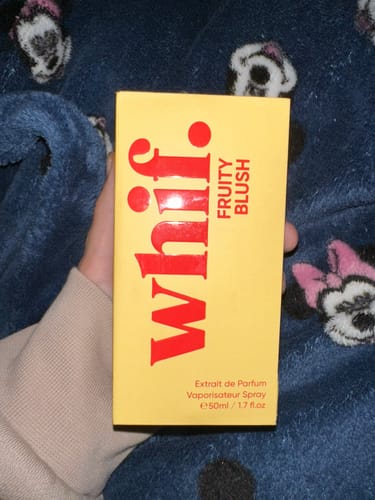 whif.
FRUITY
BLUSH
Extrait de Parfum
Vaporisateur Spray
℮50ml / 1.7 fl.oz